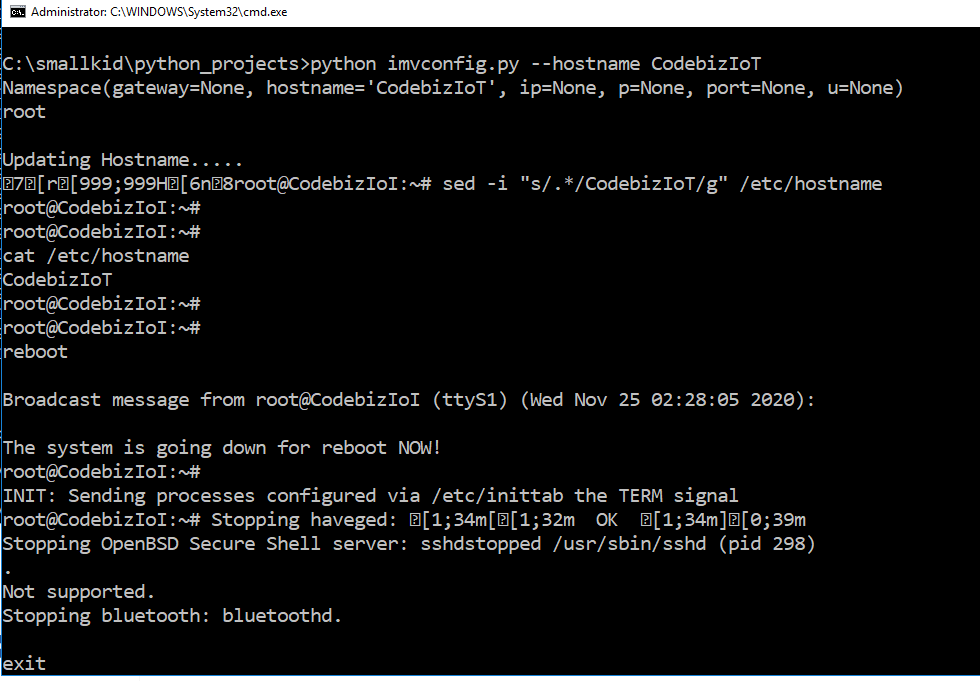 Administrator: C:\WINDOWS\System32\cmd.exe
C:\smallkid\python_projects>python imvconfig.py --hostname CodebizIoT
Namespace(gateway=None, hostname='CodebizIoT', ip=None, p=None, port=None, u=None)
root
Updating Hostname.....
⍰7⍰[r⍰[999;999H⍰[6n⍰8root@CodebizIoI:~# sed -i "s/.*/CodebizIoT/g" /etc/hostname
root@CodebizIoI:~#
root@CodebizIoI:~#
cat /etc/hostname
CodebizIoT
root@CodebizIoI:~#
root@CodebizIoI:~#
reboot
Broadcast message from root@CodebizIoI (ttyS1) (Wed Nov 25 02:28:05 2020):
The system is going down for reboot NOW!
root@CodebizIoI:~#
INIT: Sending processes configured via /etc/inittab the TERM signal
root@CodebizIoI:~# Stopping haveged: ⍰[1;34m[⍰[1;32m  OK  ⍰[1;34m]⍰[0;39m
Stopping OpenBSD Secure Shell server: sshdstopped /usr/sbin/sshd (pid 298)
.
Not supported.
Stopping bluetooth: bluetoothd.
exit